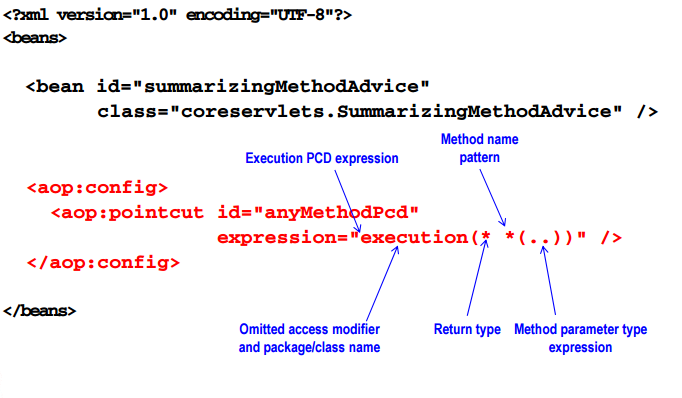 <?xml version="1.0" encoding="UTF-8"?>
<beans>
<bean id="summarizingMethodAdvice"
class="coreservlets.SummarizingMethodAdvice" />
Method name
pattern
Execution PCD expression
<aop:config>
<aop:pointcut id="anyMethodPcd"
expression="execution(* *(..))" />
</aop:config>
</beans>
Omitted access modifier
and package/class name
Return type
Method parameter type
expression